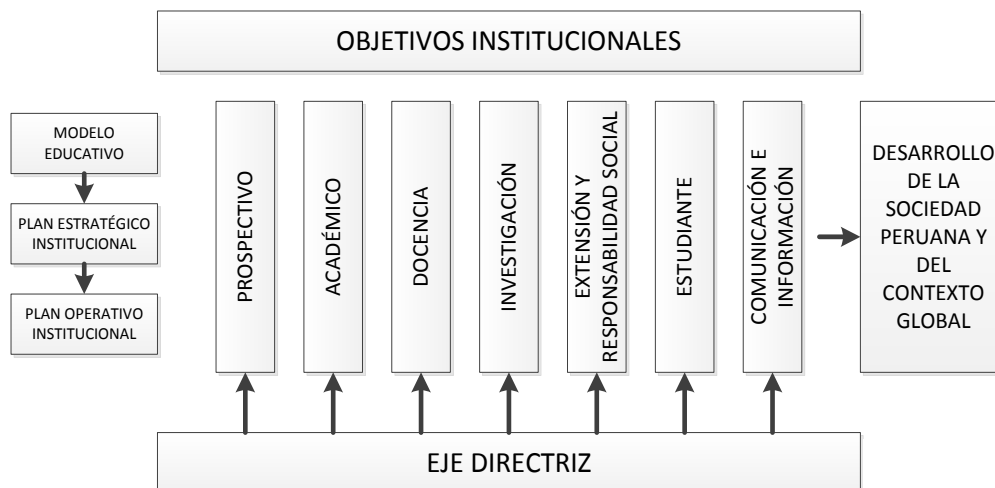 OBJETIVOS INSTITUCIONALES
MODELO
EDUCATIVO
PLAN ESTRATÉGICO
INSTITUCIONAL
PLAN OPERATIVO
INSTITUCIONAL
PROSPECTIVO
ACADÉMICO
DOCENCIA
INVESTIGACIÓN
EXTENSIÓN Y
RESPONSABILIDAD SOCIAL
ESTUDIANTE
COMUNICACIÓN E
INFORMACIÓN
DESARROLLO
DE LA
SOCIEDAD
PERUANA Y
DEL
CONTEXTO
GLOBAL
EJE DIRECTRIZ